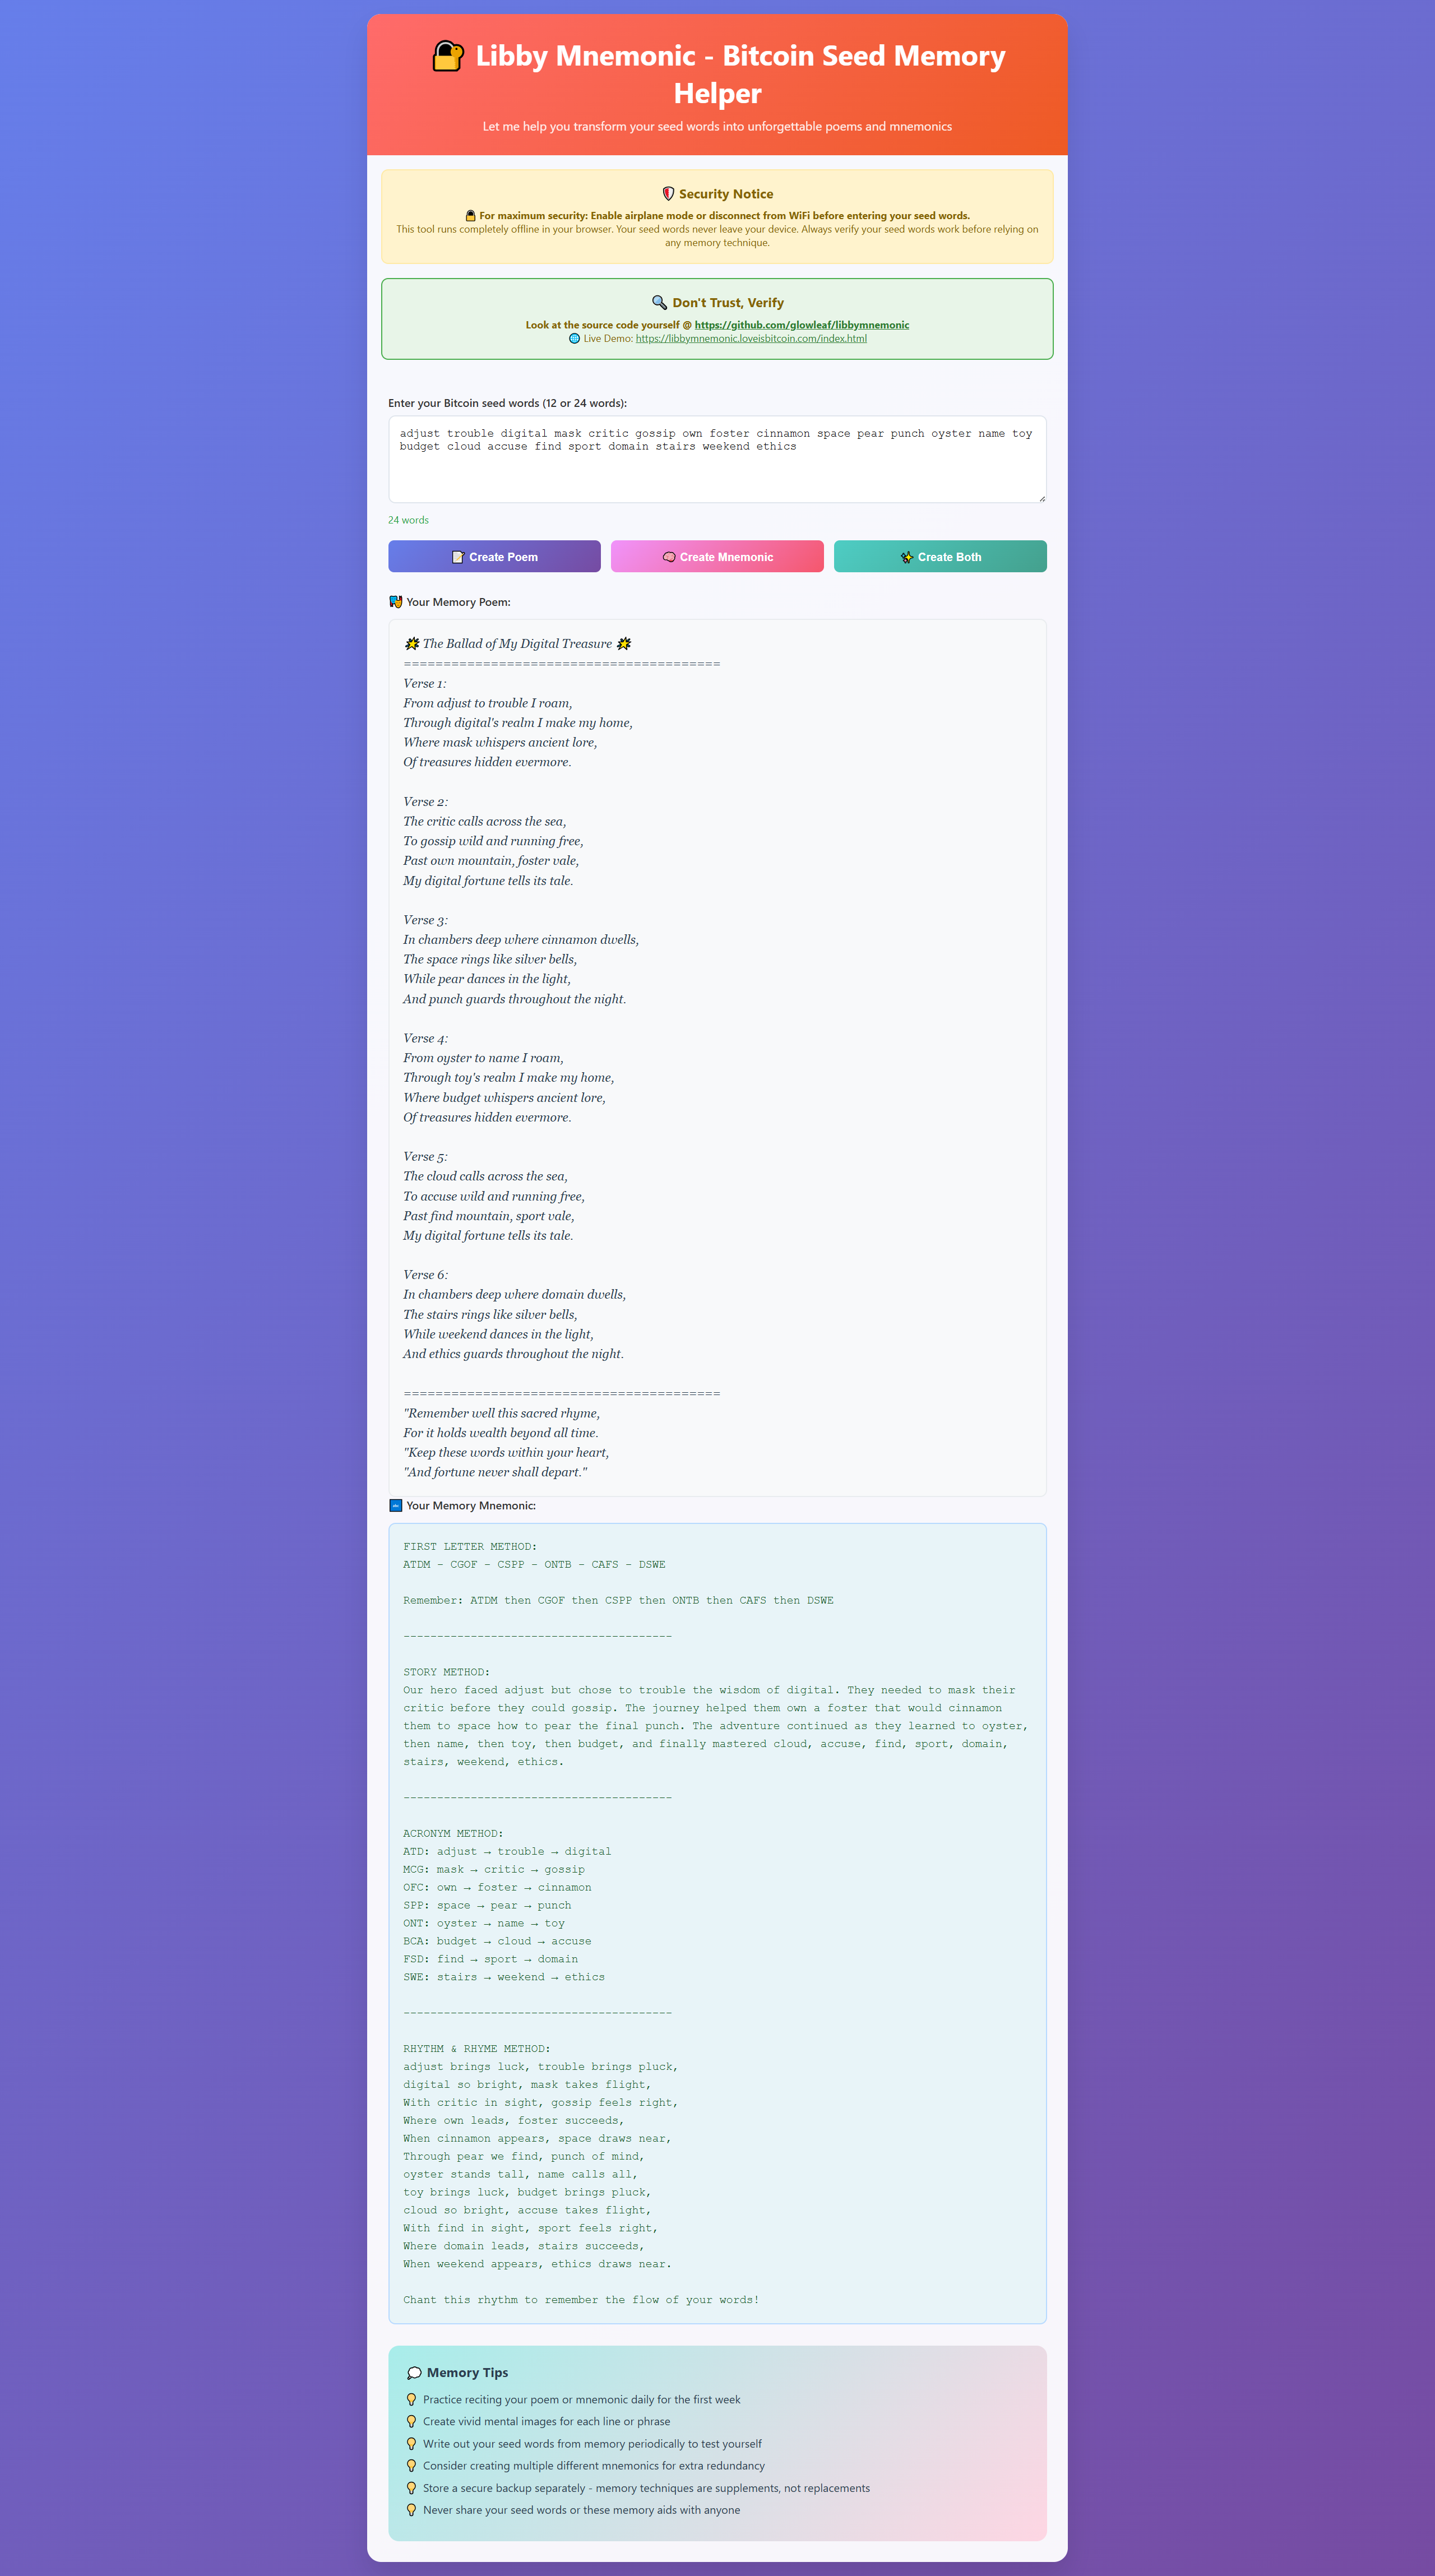 🔐 Libby Mnemonic - Bitcoin Seed Memory
Helper
Let me help you transform your seed words into unforgettable poems and mnemonics
🛡️ Security Notice
🔒 For maximum security: Enable airplane mode or disconnect from WiFi before entering your seed words.
This tool runs completely offline in your browser. Your seed words never leave your device. Always verify your seed words work before relying on
any memory technique.
🔍 Don't Trust, Verify
Look at the source code yourself @ https://github.com/glowleaf/libbymnemonic
🌐 Live Demo: https://libbymnemonic.loveisbitcoin.com/index.html
Enter your Bitcoin seed words (12 or 24 words):
adjust trouble digital mask critic gossip own foster cinnamon space pear punch oyster name toy
budget cloud accuse find sport domain stairs weekend ethics
24 words
📝 Create Poem
🧠 Create Mnemonic
✨ Create Both
🎭 Your Memory Poem:
🌟 The Ballad of My Digital Treasure 🌟
========================================
Verse 1:
From adjust to trouble I roam,
Through digital's realm I make my home,
Where mask whispers ancient lore,
Of treasures hidden evermore.
Verse 2:
The critic calls across the sea,
To gossip wild and running free,
Past own mountain, foster vale,
My digital fortune tells its tale.
Verse 3:
In chambers deep where cinnamon dwells,
The space rings like silver bells,
While pear dances in the light,
And punch guards throughout the night.
Verse 4:
From oyster to name I roam,
Through toy's realm I make my home,
Where budget whispers ancient lore,
Of treasures hidden evermore.
Verse 5:
The cloud calls across the sea,
To accuse wild and running free,
Past find mountain, sport vale,
My digital fortune tells its tale.
Verse 6:
In chambers deep where domain dwells,
The stairs rings like silver bells,
While weekend dances in the light,
And ethics guards throughout the night.
========================================
"Remember well this sacred rhyme,
For it holds wealth beyond all time.
"Keep these words within your heart,
"And fortune never shall depart."
🔤 Your Memory Mnemonic:
FIRST LETTER METHOD:
ATDM - CGOF - CSPP - ONTB - CAFS - DSWE
Remember: ATDM then CGOF then CSPP then ONTB then CAFS then DSWE
----------------------------------------
STORY METHOD:
Our hero faced adjust but chose to trouble the wisdom of digital. They needed to mask their
critic before they could gossip. The journey helped them own a foster that would cinnamon
them to space how to pear the final punch. The adventure continued as they learned to oyster,
then name, then toy, then budget, and finally mastered cloud, accuse, find, sport, domain,
stairs, weekend, ethics.
----------------------------------------
ACRONYM METHOD:
ATD: adjust → trouble → digital
MCG: mask → critic → gossip
OFC: own → foster → cinnamon
SPP: space → pear → punch
ONT: oyster → name → toy
BCA: budget → cloud → accuse
FSD: find → sport → domain
SWE: stairs → weekend → ethics
----------------------------------------
RHYTHM & RHYME METHOD:
adjust brings luck, trouble brings pluck,
digital so bright, mask takes flight,
With critic in sight, gossip feels right,
Where own leads, foster succeeds,
When cinnamon appears, space draws near,
Through pear we find, punch of mind,
oyster stands tall, name calls all,
toy brings luck, budget brings pluck,
cloud so bright, accuse takes flight,
With find in sight, sport feels right,
Where domain leads, stairs succeeds,
When weekend appears, ethics draws near.
Chant this rhythm to remember the flow of your words!
💭 Memory Tips
💡 Practice reciting your poem or mnemonic daily for the first week
💡 Create vivid mental images for each line or phrase
💡 Write out your seed words from memory periodically to test yourself
💡 Consider creating multiple different mnemonics for extra redundancy
💡 Store a secure backup separately - memory techniques are supplements, not replacements
💡 Never share your seed words or these memory aids with anyone